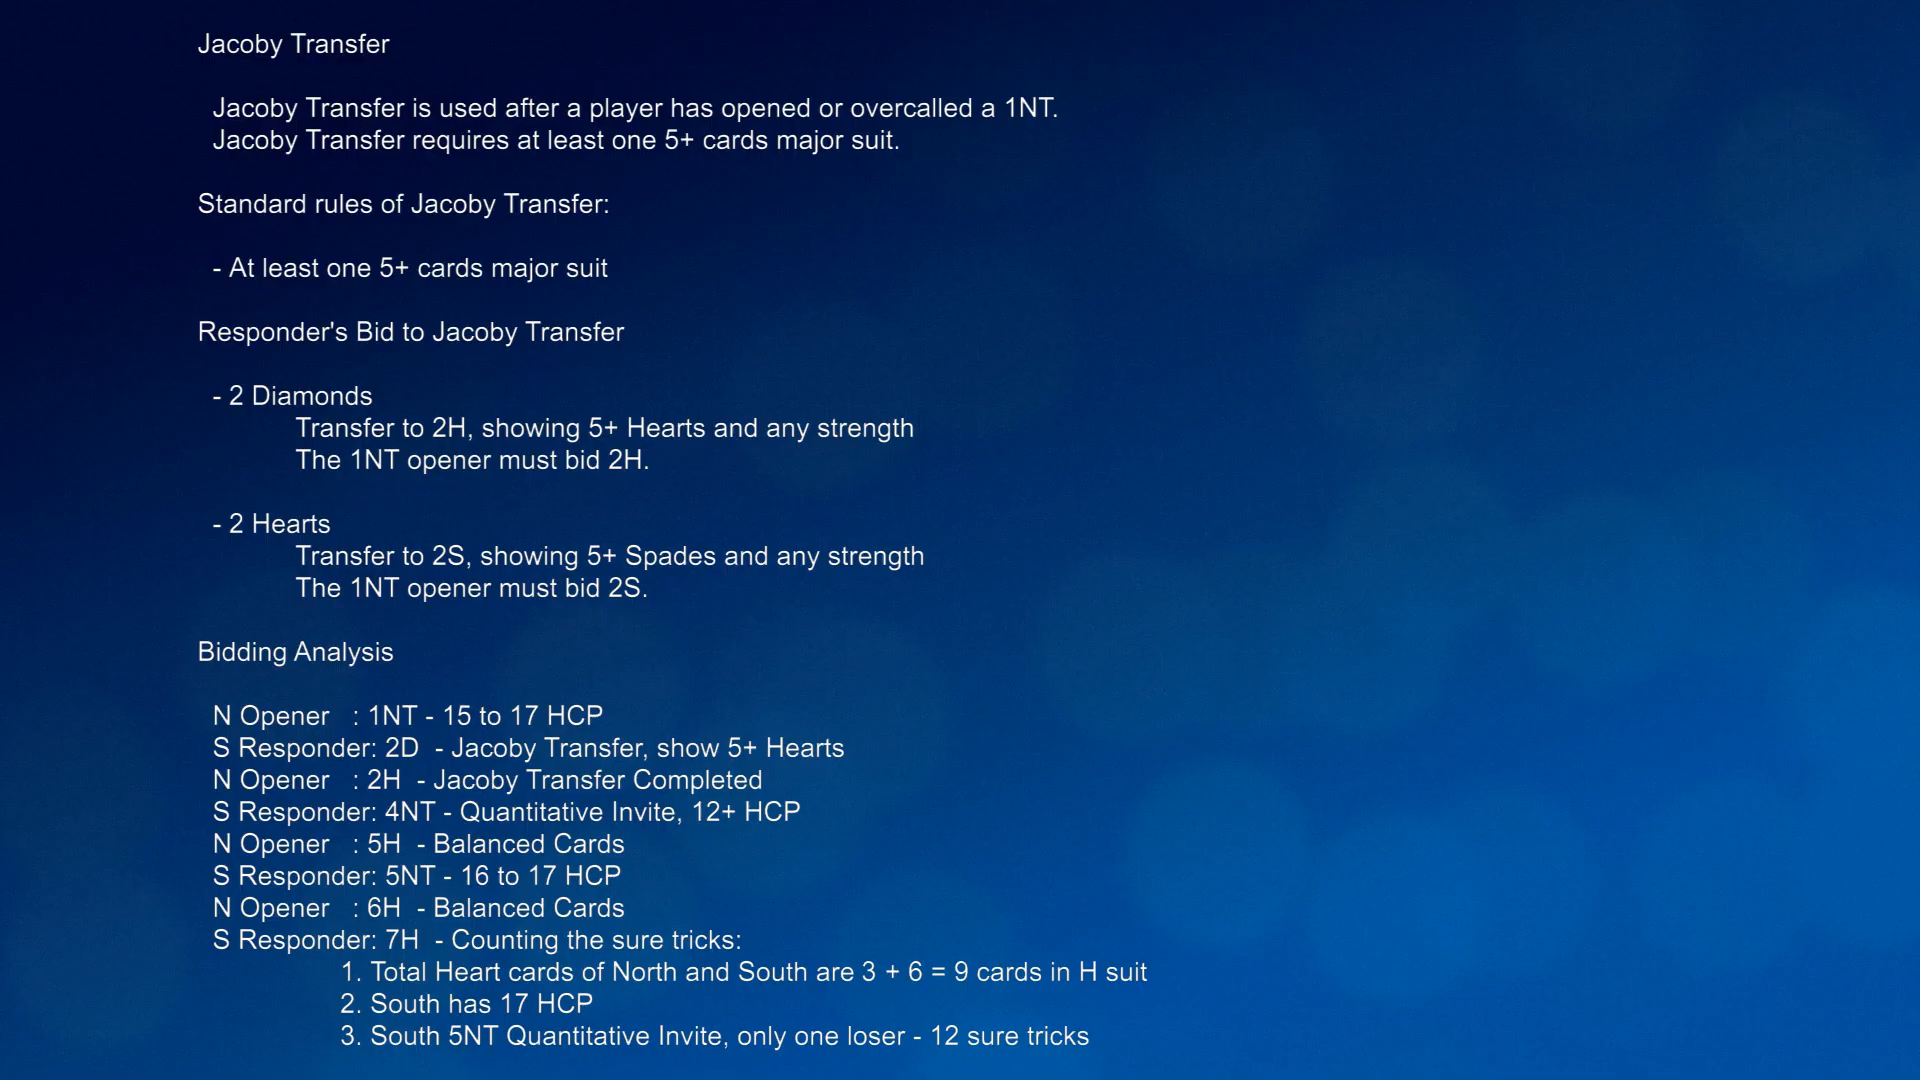 Jacoby Transfer
Jacoby Transfer is used after a player has opened or overcalled a 1NT.
Jacoby Transfer requires at least one 5+ cards major suit.
Standard rules of Jacoby Transfer:
- At least one 5+ cards major suit
Responder's Bid to Jacoby Transfer
- 2 Diamonds
Transfer to 2H, showing 5+ Hearts and any strength
The 1NT opener must bid 2H.
- 2 Hearts
Transfer to 2S, showing 5+ Spades and any strength
The 1NT opener must bid 2S.
Bidding Analysis
N Opener : 1NT - 15 to 17 HCP
S Responder: 2D - Jacoby Transfer, show 5+ Hearts
N Opener : 2H - Jacoby Transfer Completed
S Responder: 4NT - Quantitative Invite, 12+ HCP
N Opener : 5H - Balanced Cards
S Responder: 5NT - 16 to 17 HCP
N Opener : 6H - Balanced Cards
S Responder: 7H - Counting the sure tricks:
1. Total Heart cards of North and South are 3 + 6 = 9 cards in H suit
2. South has 17 HCP
3. South 5NT Quantitative Invite, only one loser - 12 sure tricks